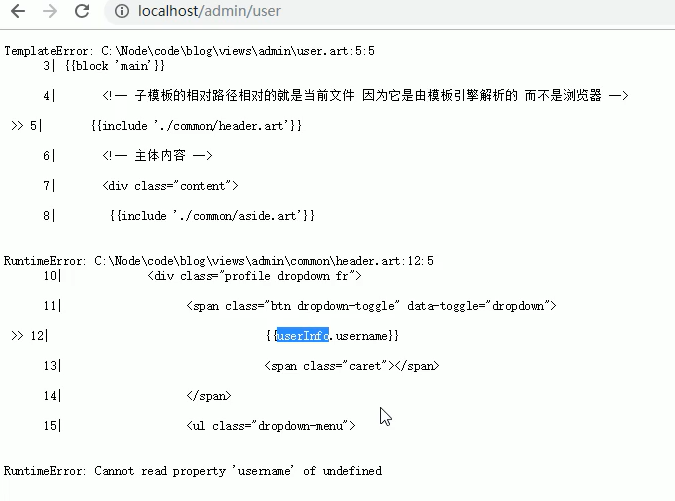 localhost/admin/user
TemplateError: C:\Node\code\blog\views\admin\user.art:5:5
3| {{block 'main'}}
4| <!-- 子模板的相对路径相对的就是当前文件 因为它是由模板引擎解析的 而不是浏览器 -->
>> 5| {{include './common/header.art'}}
6| <!-- 主体内容 -->
7| <div class="content">
8| {{include './common/aside.art'}}
RuntimeError: C:\Node\code\blog\views\admin\common\header.art:12:5
10| <div class="profile dropdown fr">
11| <span class="btn dropdown-toggle" data-toggle="dropdown">
>> 12| {{userInfo.username}}
13| <span class="caret"></span>
14| </span>
15| <ul class="dropdown-menu">
RuntimeError: Cannot read property 'username' of undefined